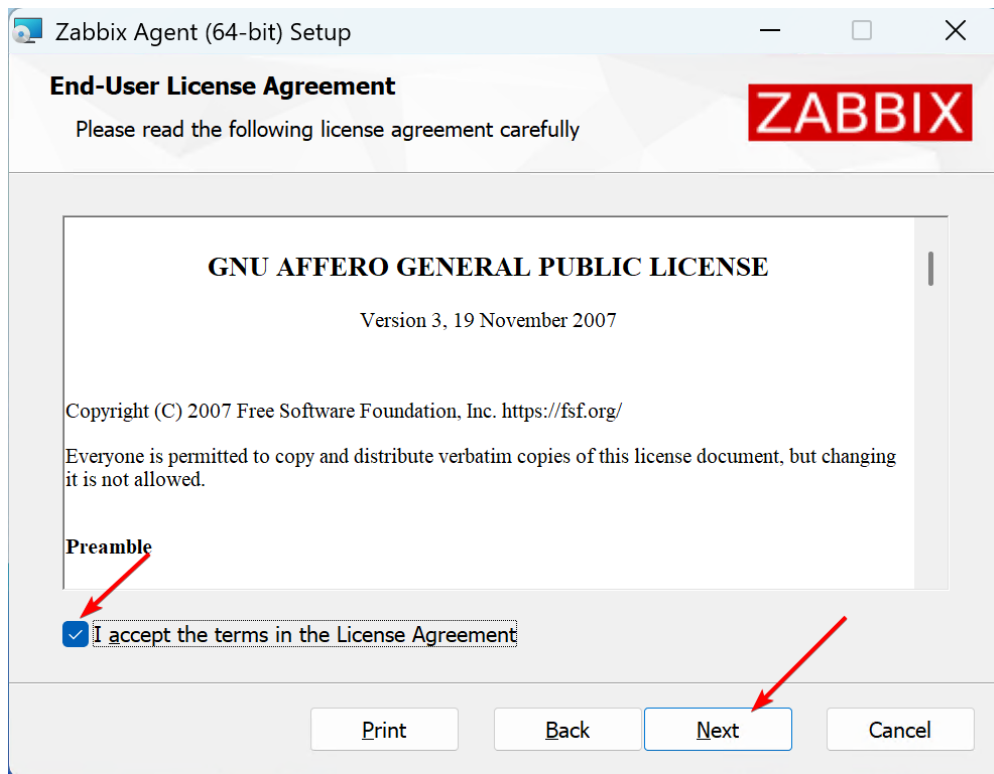 Zabbix Agent (64-bit) Setup
End-User License Agreement
Please read the following license agreement carefully
ZABBIX
GNU AFFERO GENERAL PUBLIC LICENSE
Version 3, 19 November 2007
Copyright (C) 2007 Free Software Foundation, Inc. https://fsf.org/
Everyone is permitted to copy and distribute verbatim copies of this license document, but changing
it is not allowed.
Preamble
I accept the terms in the License Agreement
Print Back Next Cancel